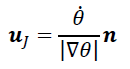 𝒖_J = θ̇ / |∇θ| 𝒏